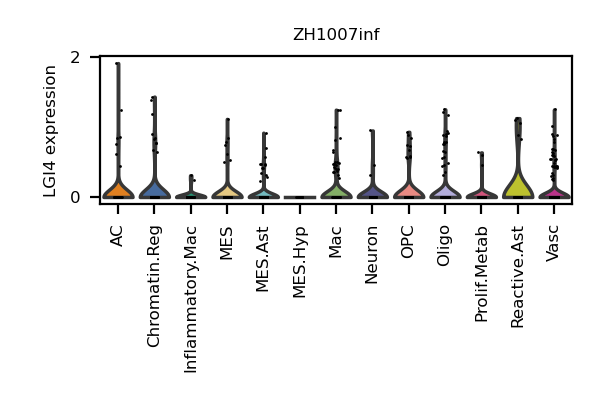 ZH1007inf
LGI4 expression
2
0
AC
Chromatin.Reg
Inflammatory.Mac
MES
MES.Ast
MES.Hyp
Mac
Neuron
OPC
Oligo
Prolif.Metab
Reactive.Ast
Vasc